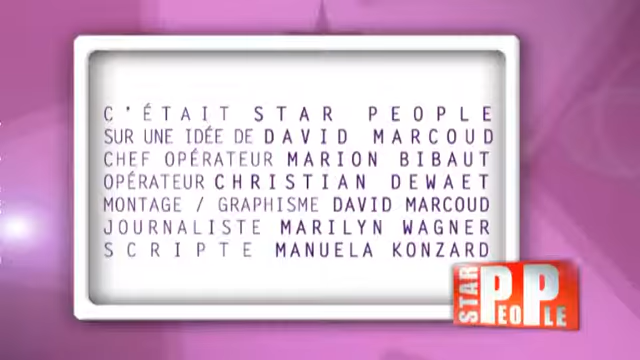 C'ÉTAIT STAR PEOPLE
SUR UNE IDÉE DE DAVID MARCOUD
CHEF OPÉRATEUR MARION BIBAUT
OPÉRATEUR CHRISTIAN DEWAET
MONTAGE / GRAPHISME DAVID MARCOUD
JOURNALISTE MARILYN WAGNER
SCRIPTE MANUELA KONZARD
STAR PEOPLE